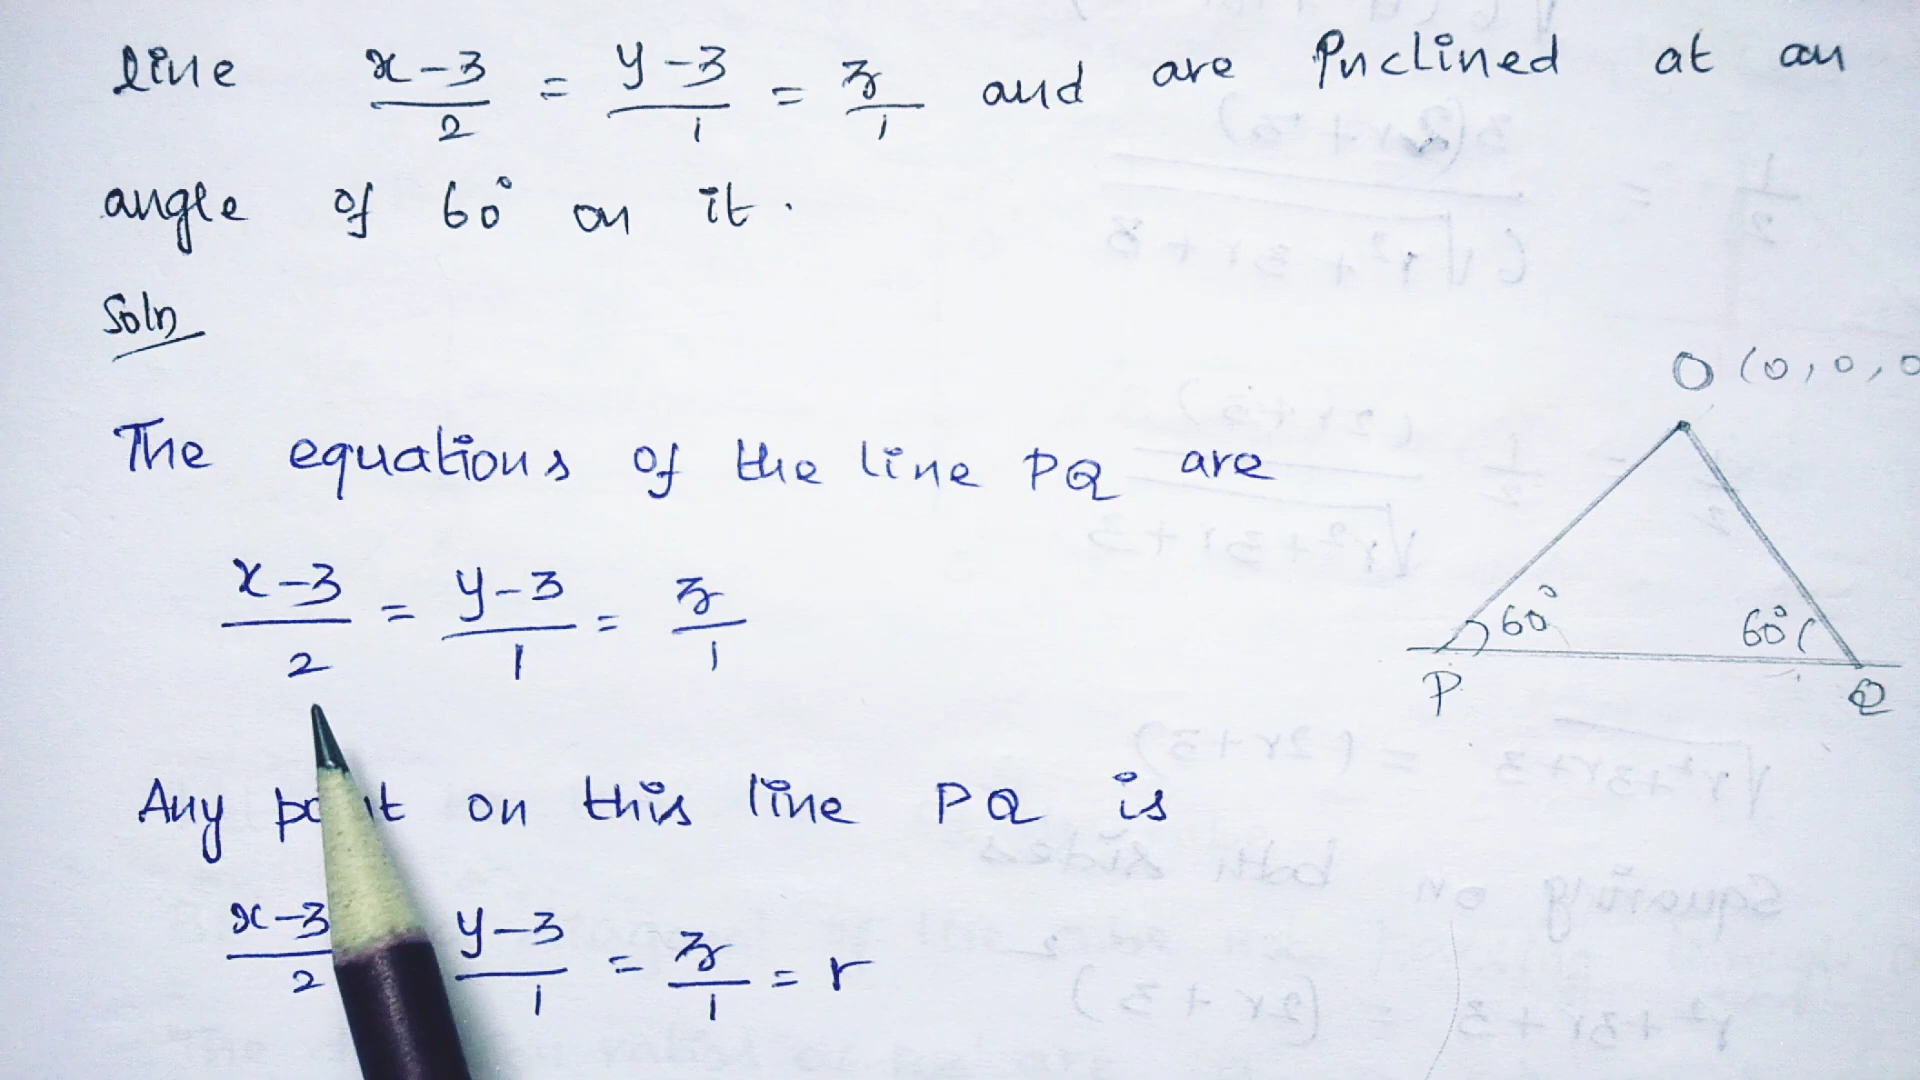 line x-3/2 = y-3/1 = z/1 and are inclined at an
angle of 60° on it.
Soln
O (0, 0, 0
The equations of the line PQ are
60° 60°
x-3/2 = y-3/1 = z/1
P Q
Any on this line PQ is
x-3/2 y-3/1 = z/1 = r